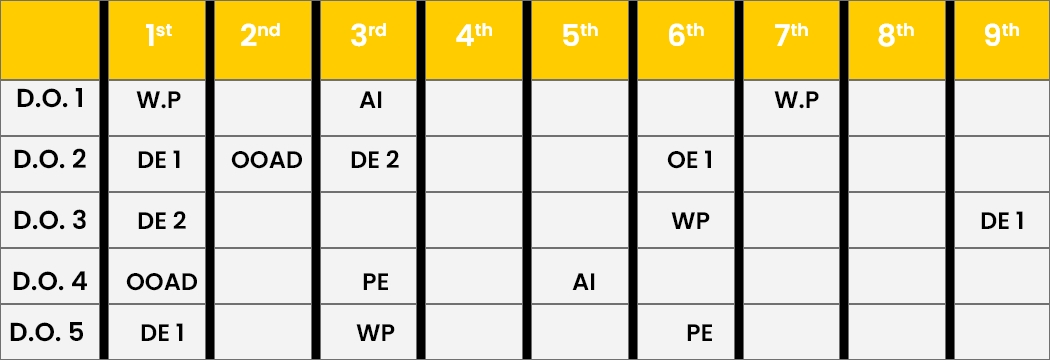 1st 2nd 3rd 4th 5th 6th 7th 8th 9th
D.O. 1 W.P AI W.P
D.O. 2 DE 1 OOAD DE 2 OE 1
D.O. 3 DE 2 WP DE 1
D.O. 4 OOAD PE AI
D.O. 5 DE 1 WP PE